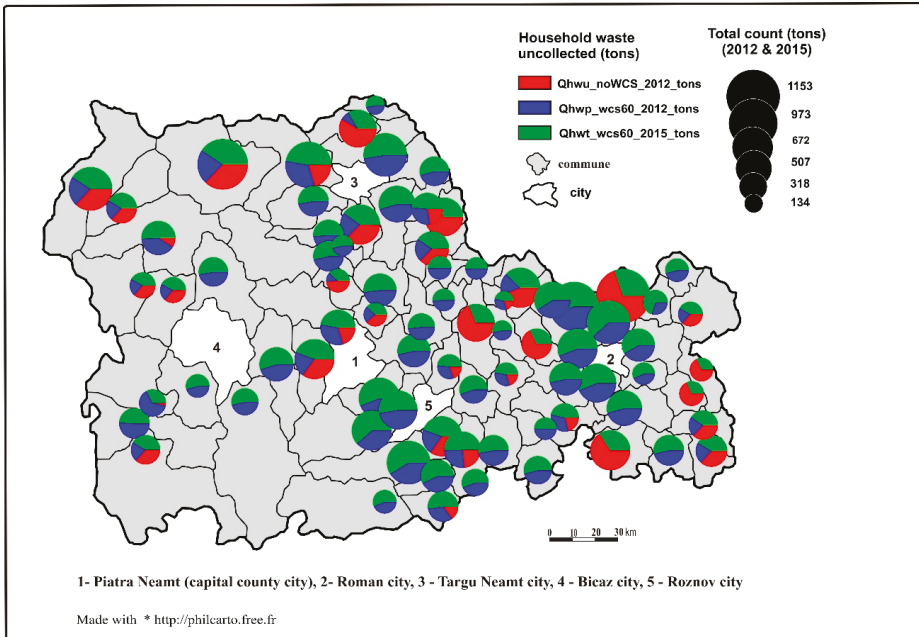 Household waste
uncollected (tons)
Qhwu_noWCS_2012_tons
Qhwp_wcs60_2012_tons
Qhwt_wcs60_2015_tons
commune
city
Total count (tons)
(2012 & 2015)
1153
973
672
507
318
134
3
4
1
2
5
0 10 20 30 km
1- Piatra Neamt (capital county city), 2- Roman city, 3 - Targu Neamt city, 4 - Bicaz city, 5 - Roznov city
Made with * http://philcarto.free.fr